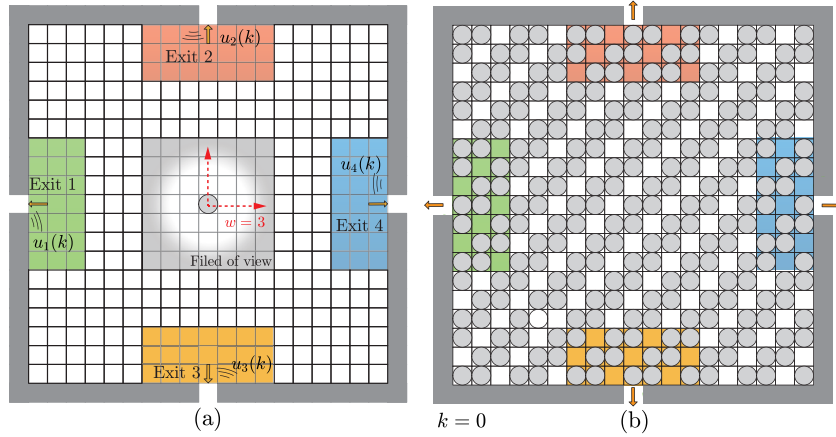 u₂(k)
Exit 2
Exit 1
u₁(k)
w = 3
Filed of view
u₄(k)
Exit 4
Exit 3
u₃(k)
(a)
k = 0
(b)